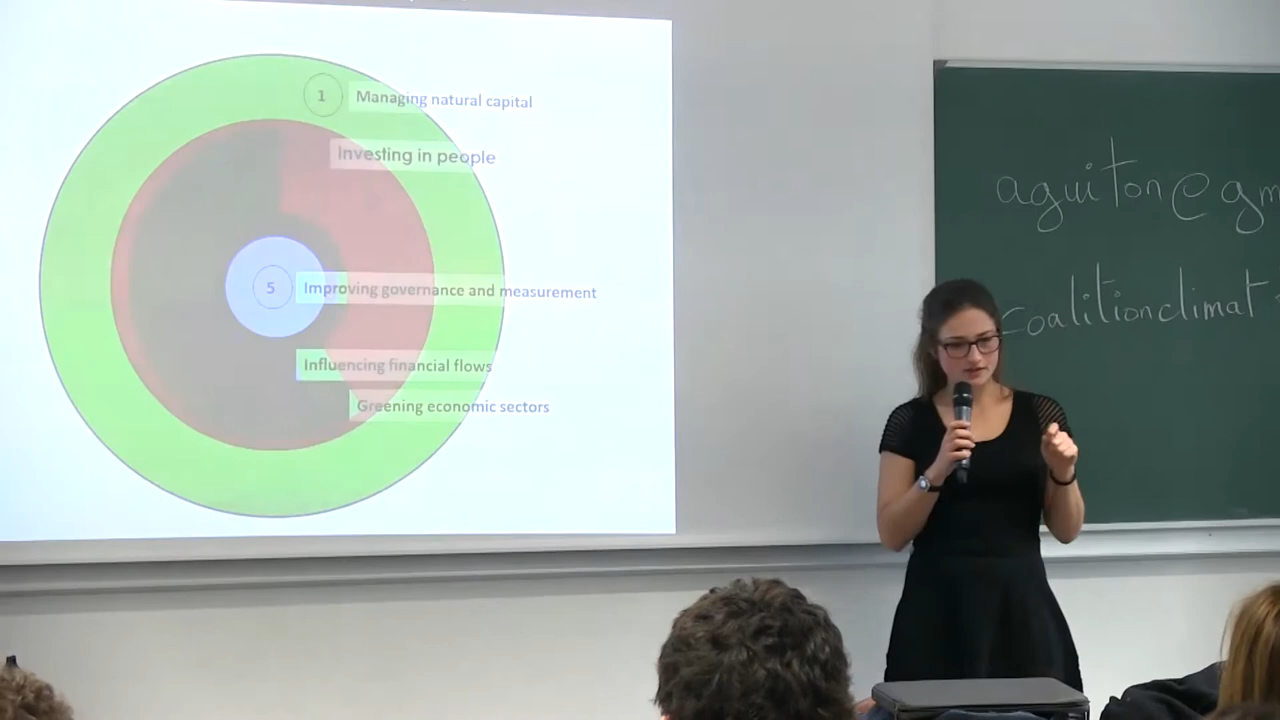 1 Managing natural capital
Investing in people
5 Improving governance and measurement
Influencing financial flows
Greening economic sectors
aguiton@gm
coalitionclimat